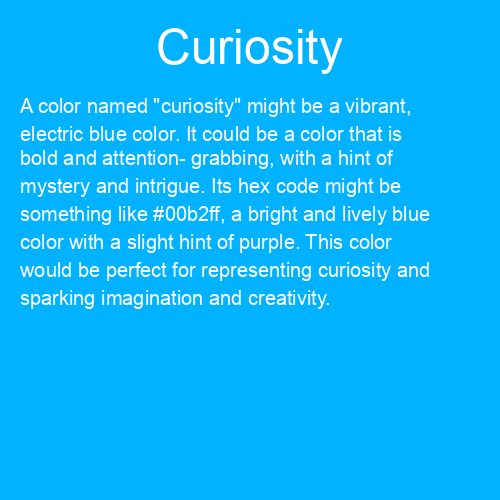 Curiosity
A color named "curiosity" might be a vibrant,
electric blue color. It could be a color that is
bold and attention- grabbing, with a hint of
mystery and intrigue. Its hex code might be
something like #00b2ff, a bright and lively blue
color with a slight hint of purple. This color
would be perfect for representing curiosity and
sparking imagination and creativity.